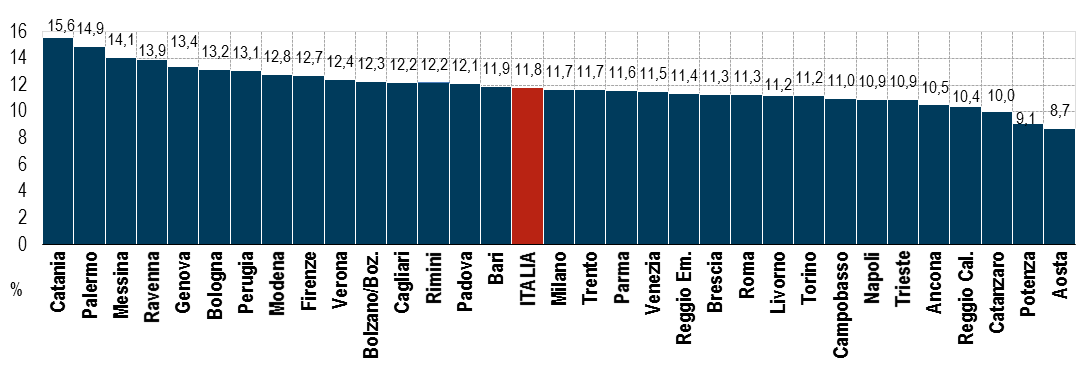 16
14
12
10
8
6
4
2
0
%
15,6 14,9 14,1 13,9 13,4 13,2 13,1 12,8 12,7 12,4 12,3 12,2 12,2 12,1 11,9 11,8 11,7 11,7 11,6 11,5 11,4 11,3 11,3 11,2 11,2 11,0 10,9 10,9 10,5 10,4 10,0 9,1 8,7
Catania
Palermo
Messina
Ravenna
Genova
Bologna
Perugia
Modena
Firenze
Verona
Bolzano/Boz.
Cagliari
Rimini
Padova
Bari
ITALIA
Milano
Trento
Parma
Venezia
Reggio Em.
Brescia
Roma
Livorno
Torino
Campobasso
Napoli
Trieste
Ancona
Reggio Cal.
Catanzaro
Potenza
Aosta